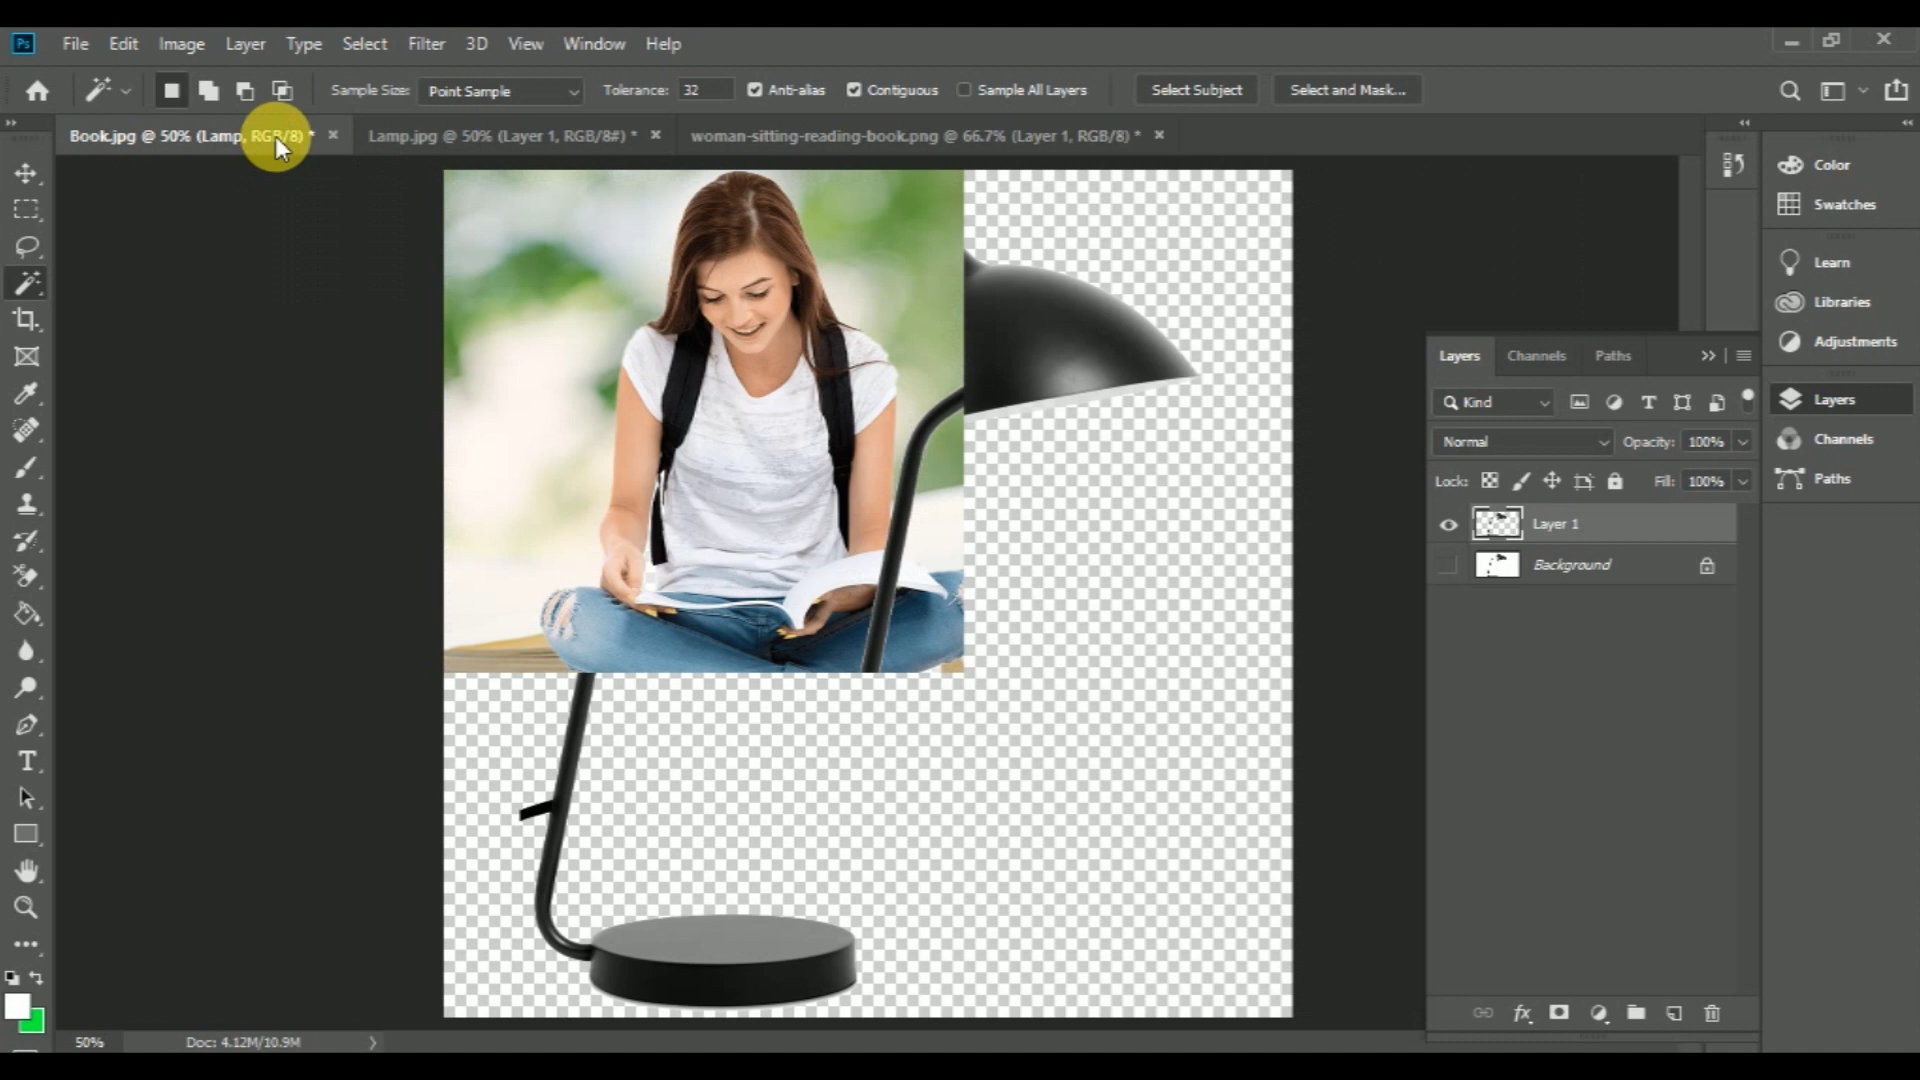 Ps File Edit Image Layer Type Select Filter 3D View Window Help
Sample Size: Point Sample Tolerance: 32 Anti-alias Contiguous Sample All Layers Select Subject Select and Mask...
Book.jpg @ 50% (Lamp, RGB/8) * Lamp.jpg @ 50% (Layer 1, RGB/8#) * woman-sitting-reading-book.png @ 66.7% (Layer 1, RGB/8) *
Color
Swatches
Learn
Libraries
Adjustments
Layers
Channels
Paths
Layers Channels Paths
Kind
Normal Opacity: 100%
Lock: Fill: 100%
Layer 1
Background
fx
50% Doc: 4.12M/10.9M